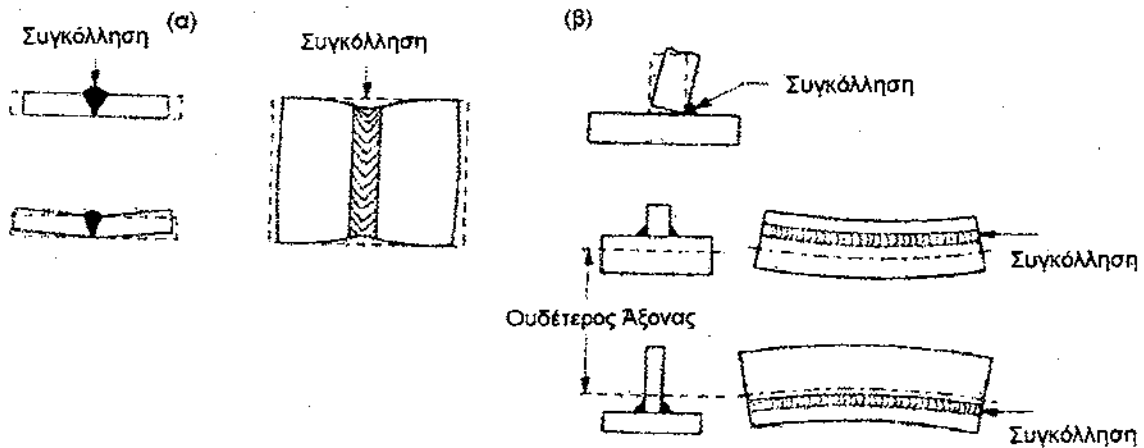 (α)
Συγκόλληση
Συγκόλληση
(β)
Συγκόλληση
Συγκόλληση
Ουδέτερος Άξονας
Συγκόλληση